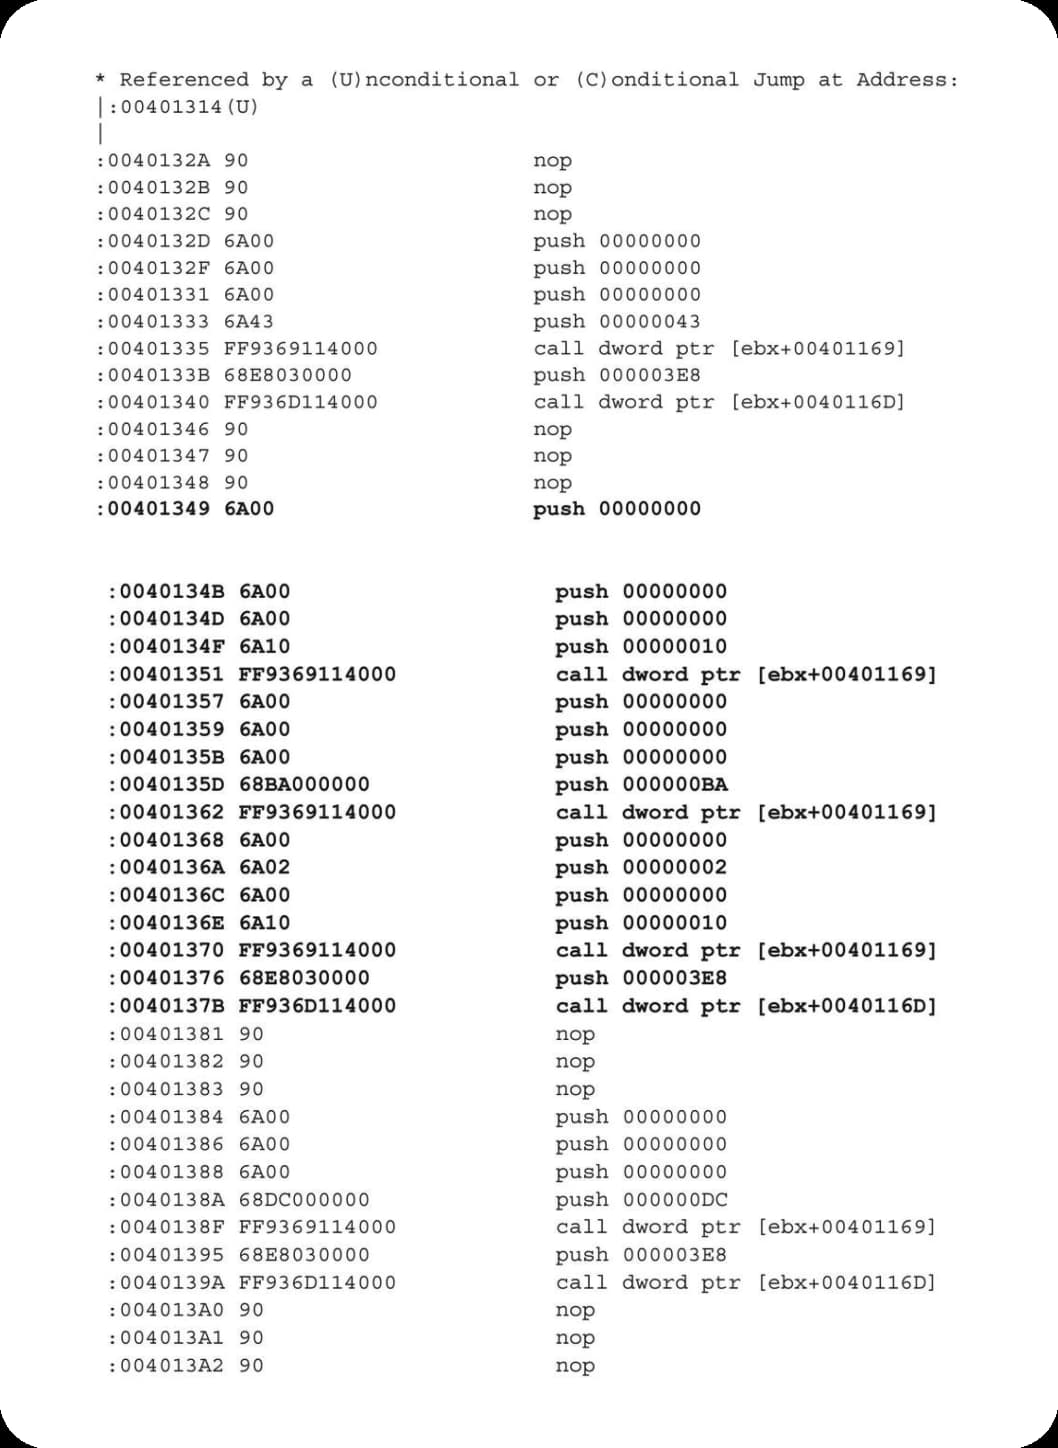 * Referenced by a (U)nconditional or (C)onditional Jump at Address:
|:00401314(U)
|
:0040132A 90 nop
:0040132B 90 nop
:0040132C 90 nop
:0040132D 6A00 push 00000000
:0040132F 6A00 push 00000000
:00401331 6A00 push 00000000
:00401333 6A43 push 00000043
:00401335 FF9369114000 call dword ptr [ebx+00401169]
:0040133B 68E8030000 push 000003E8
:00401340 FF936D114000 call dword ptr [ebx+0040116D]
:00401346 90 nop
:00401347 90 nop
:00401348 90 nop
:00401349 6A00 push 00000000
:0040134B 6A00 push 00000000
:0040134D 6A00 push 00000000
:0040134F 6A10 push 00000010
:00401351 FF9369114000 call dword ptr [ebx+00401169]
:00401357 6A00 push 00000000
:00401359 6A00 push 00000000
:0040135B 6A00 push 00000000
:0040135D 68BA000000 push 000000BA
:00401362 FF9369114000 call dword ptr [ebx+00401169]
:00401368 6A00 push 00000000
:0040136A 6A02 push 00000002
:0040136C 6A00 push 00000000
:0040136E 6A10 push 00000010
:00401370 FF9369114000 call dword ptr [ebx+00401169]
:00401376 68E8030000 push 000003E8
:0040137B FF936D114000 call dword ptr [ebx+0040116D]
:00401381 90 nop
:00401382 90 nop
:00401383 90 nop
:00401384 6A00 push 00000000
:00401386 6A00 push 00000000
:00401388 6A00 push 00000000
:0040138A 68DC000000 push 000000DC
:0040138F FF9369114000 call dword ptr [ebx+00401169]
:00401395 68E8030000 push 000003E8
:0040139A FF936D114000 call dword ptr [ebx+0040116D]
:004013A0 90 nop
:004013A1 90 nop
:004013A2 90 nop